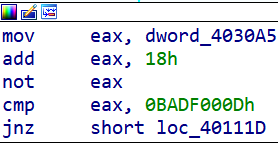 mov eax, dword_4030A5
add eax, 18h
not eax
cmp eax, 0BADF000Dh
jnz short loc_40111D